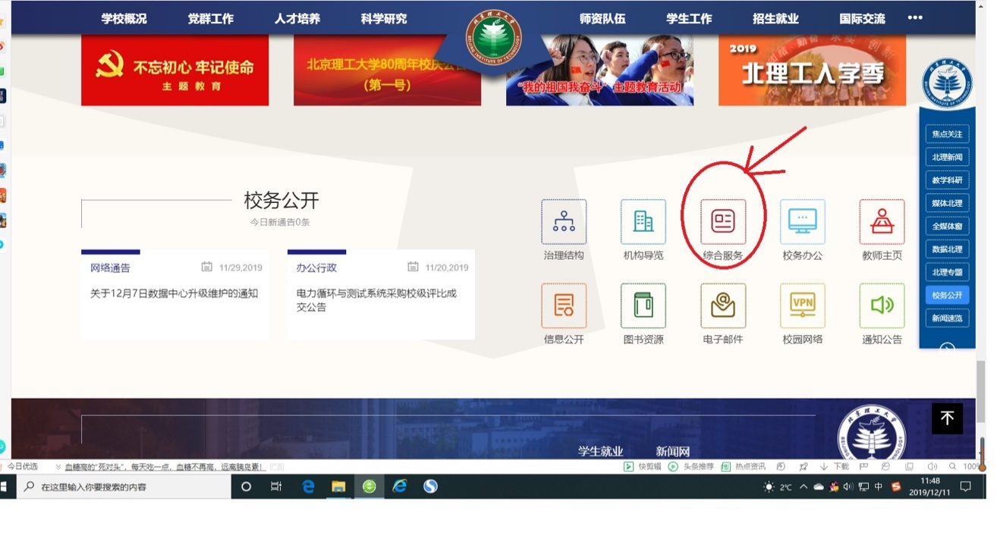 学校概况 党群工作 人才培养 科学研究 师资队伍 学生工作 招生就业 国际交流 •••
不忘初心 牢记使命
主题教育
北京理工大学80周年校庆公
(第一号)
"我的祖国我奋斗"主题教育活动
2019
北理工入学季
北京理工大学
BEIJING INSTITUTE OF TECHNOLOGY
焦点关注
北理新闻
教学科研
媒体北理
全媒体窗
数据北理
北理专题
校务公开
新闻速览
校务公开
今日新通告0条
网络通告 11/29,2019
关于12月7日数据中心升级维护的通知
办公行政 11/20,2019
电力循环与测试系统采购校级评比成
交公告
治理结构 机构导览 综合服务 校务办公 教师主页
VPN
信息公开 图书资源 电子邮件 校园网络 通知公告
学生就业 新闻网
今日优选 血糖高的"死对头"，每天吃一点，血糖不再高，远离胰岛素！ 快剪辑 头条推荐 热点资讯 下载 100%
在这里输入你要搜索的内容 2℃ 中 11:48
2019/12/11